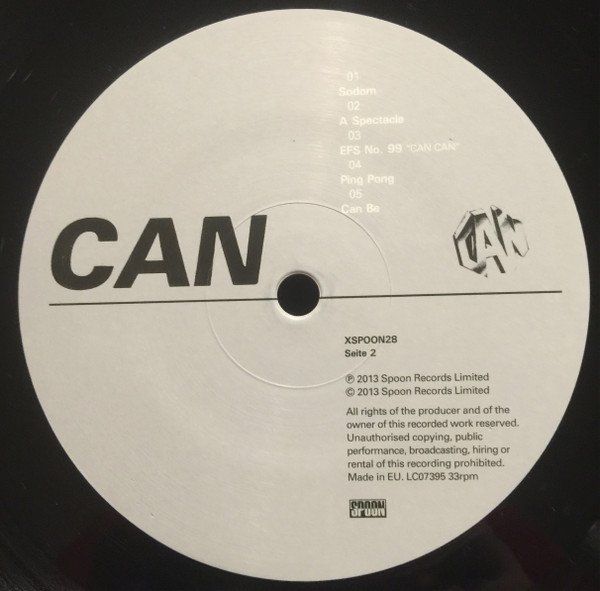 01
Sodom
02
A Spectacle
03
EFS No. 99 "CAN CAN"
04
Ping Pong
05
Can Be
CAN
CAN
XSPOON28
Seite 2
℗ 2013 Spoon Records Limited
© 2013 Spoon Records Limited
All rights of the producer and of the
owner of this recorded work reserved.
Unauthorised copying, public
performance, broadcasting, hiring or
rental of this recording prohibited.
Made in EU. LC07395 33rpm
SPOON